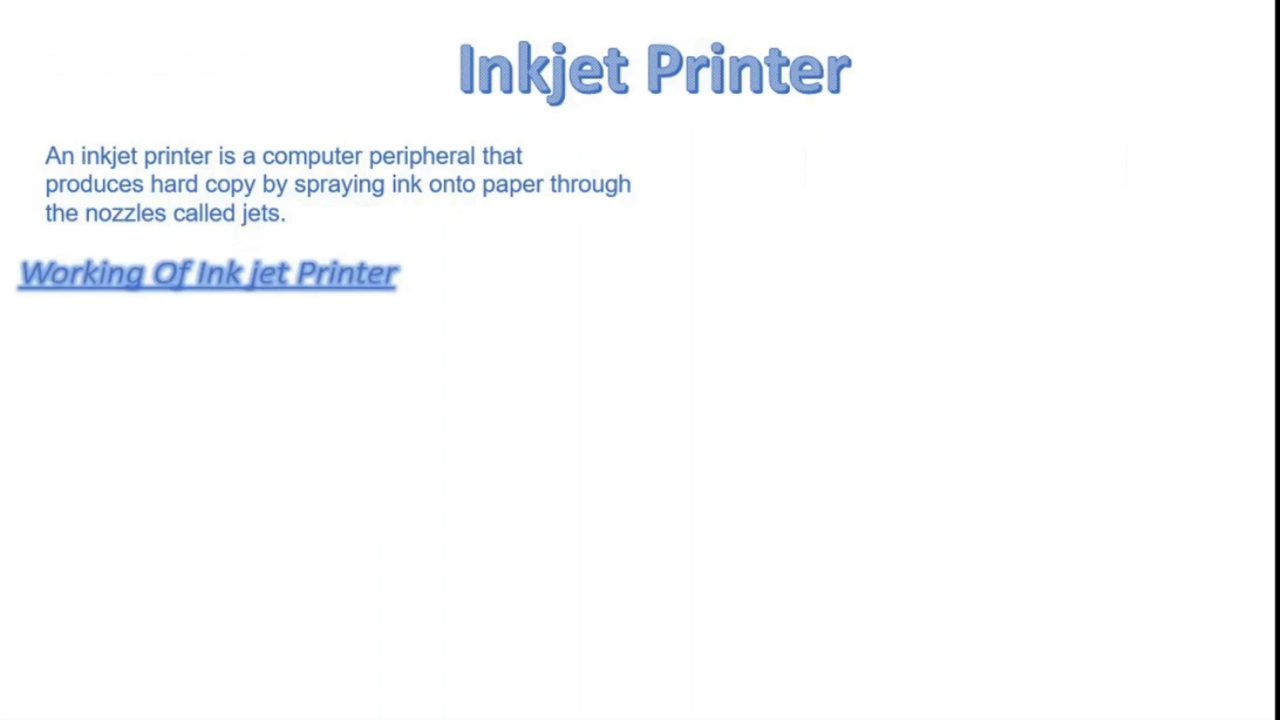 Inkjet Printer
An inkjet printer is a computer peripheral that
produces hard copy by spraying ink onto paper through
the nozzles called jets.
Working Of Ink jet Printer